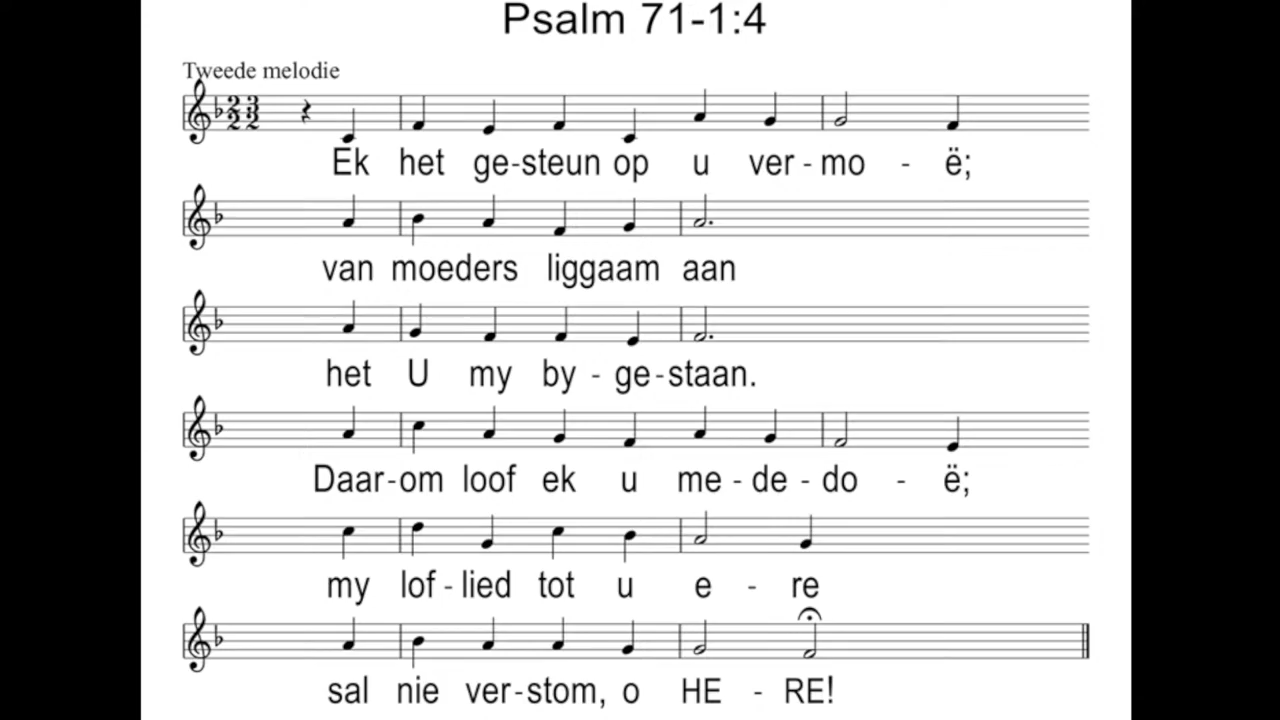 Psalm 71-1:4
Tweede melodie
Ek het ge-steun op u ver-mo - ë;
van moeders liggaam aan
het U my by - ge-staan.
Daar-om loof ek u me-de-do - ë;
my lof-lied tot u e - re
sal nie ver-stom, o HE - RE!